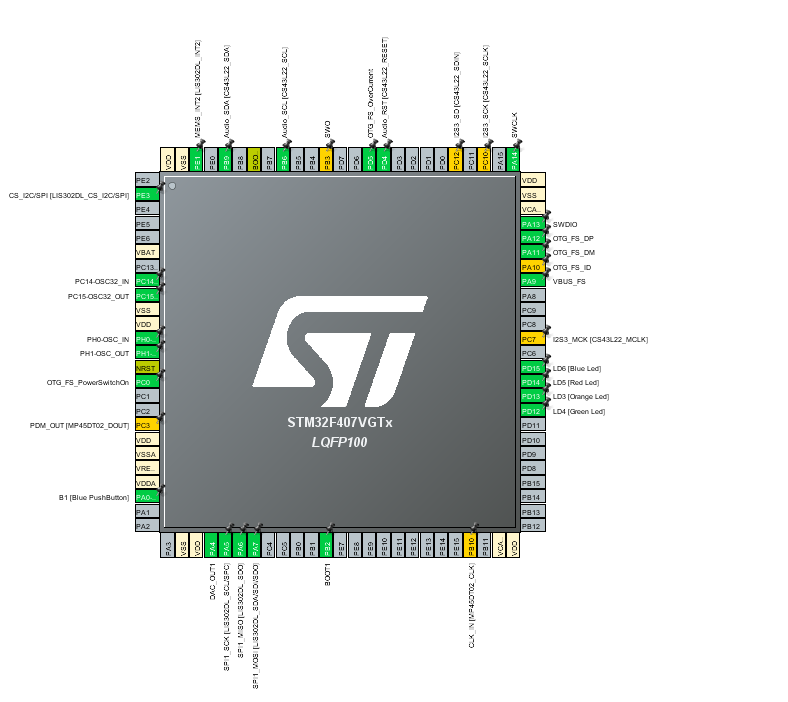 MEMS_INT2 [LIS302DL_INT2]
Audio_SDA [CS43L22_SDA]
Audio_SCL [CS43L22_SCL]
SWO
OTG_FS_OverCurrent
Audio_RST [CS43L22_RESET]
I2S3_SD [CS43L22_SDIN]
I2S3_SCK [CS43L22_SCLK]
SWCLK
VDD
VSS
PE1
PE0
PB9
PB8
BOO
PB7
PB6
PB5
PB4
PB3
PD7
PD6
PD5
PD4
PD3
PD2
PD1
PD0
PC12
PC11
PC10
PA15
PA14
PE2
CS_I2C/SPI [LIS302DL_CS_I2C/SPI] PE3
PE4
PE5
PE6
VBAT
PC13
PC14-OSC32_IN PC14
PC15-OSC32_OUT PC15
VSS
VDD
PH0-OSC_IN PH0-
PH1-OSC_OUT PH1-
NRST
OTG_FS_PowerSwitchOn PC0
PC1
PC2
PDM_OUT [MP45DT02_DOUT] PC3
VDD
VSSA
VRE..
VDDA
B1 [Blue PushButton] PA0-
PA1
PA2
ST
STM32F407VGTx
LQFP100
VDD
VSS
VCA..
PA13 SWDIO
PA12 OTG_FS_DP
PA11 OTG_FS_DM
PA10 OTG_FS_ID
PA9 VBUS_FS
PA8
PC9
PC8
PC7 I2S3_MCK [CS43L22_MCLK]
PC6
PD15 LD6 [Blue Led]
PD14 LD5 [Red Led]
PD13 LD3 [Orange Led]
PD12 LD4 [Green Led]
PD11
PD10
PD9
PD8
PB15
PB14
PB13
PB12
PA3
VSS
VDD
PA4
PA5
PA6
PA7
PC4
PC5
PB0
PB1
PB2
PE7
PE8
PE9
PE10
PE11
PE12
PE13
PE14
PE15
PB10
PB11
VCA..
VDD
DAC_OUT1
SPI1_SCK [LIS302DL_SCL/SPC]
SPI1_MISO [LIS302DL_SDO]
SPI1_MOSI [LIS302DL_SDA/SDI/SDO]
BOOT1
CLK_IN [MP45DT02_CLK]